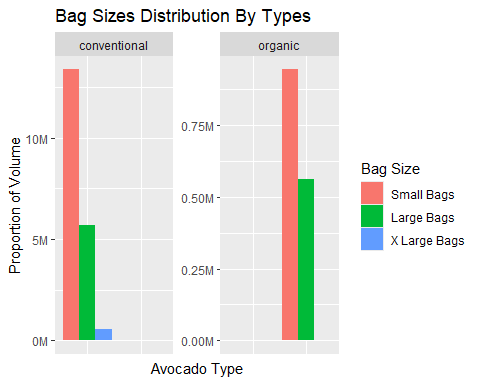 Bag Sizes Distribution By Types
conventional
organic
Proportion of Volume
10M
5M
0M
0.75M
0.50M
0.25M
0.00M
Avocado Type
Bag Size
Small Bags
Large Bags
X Large Bags